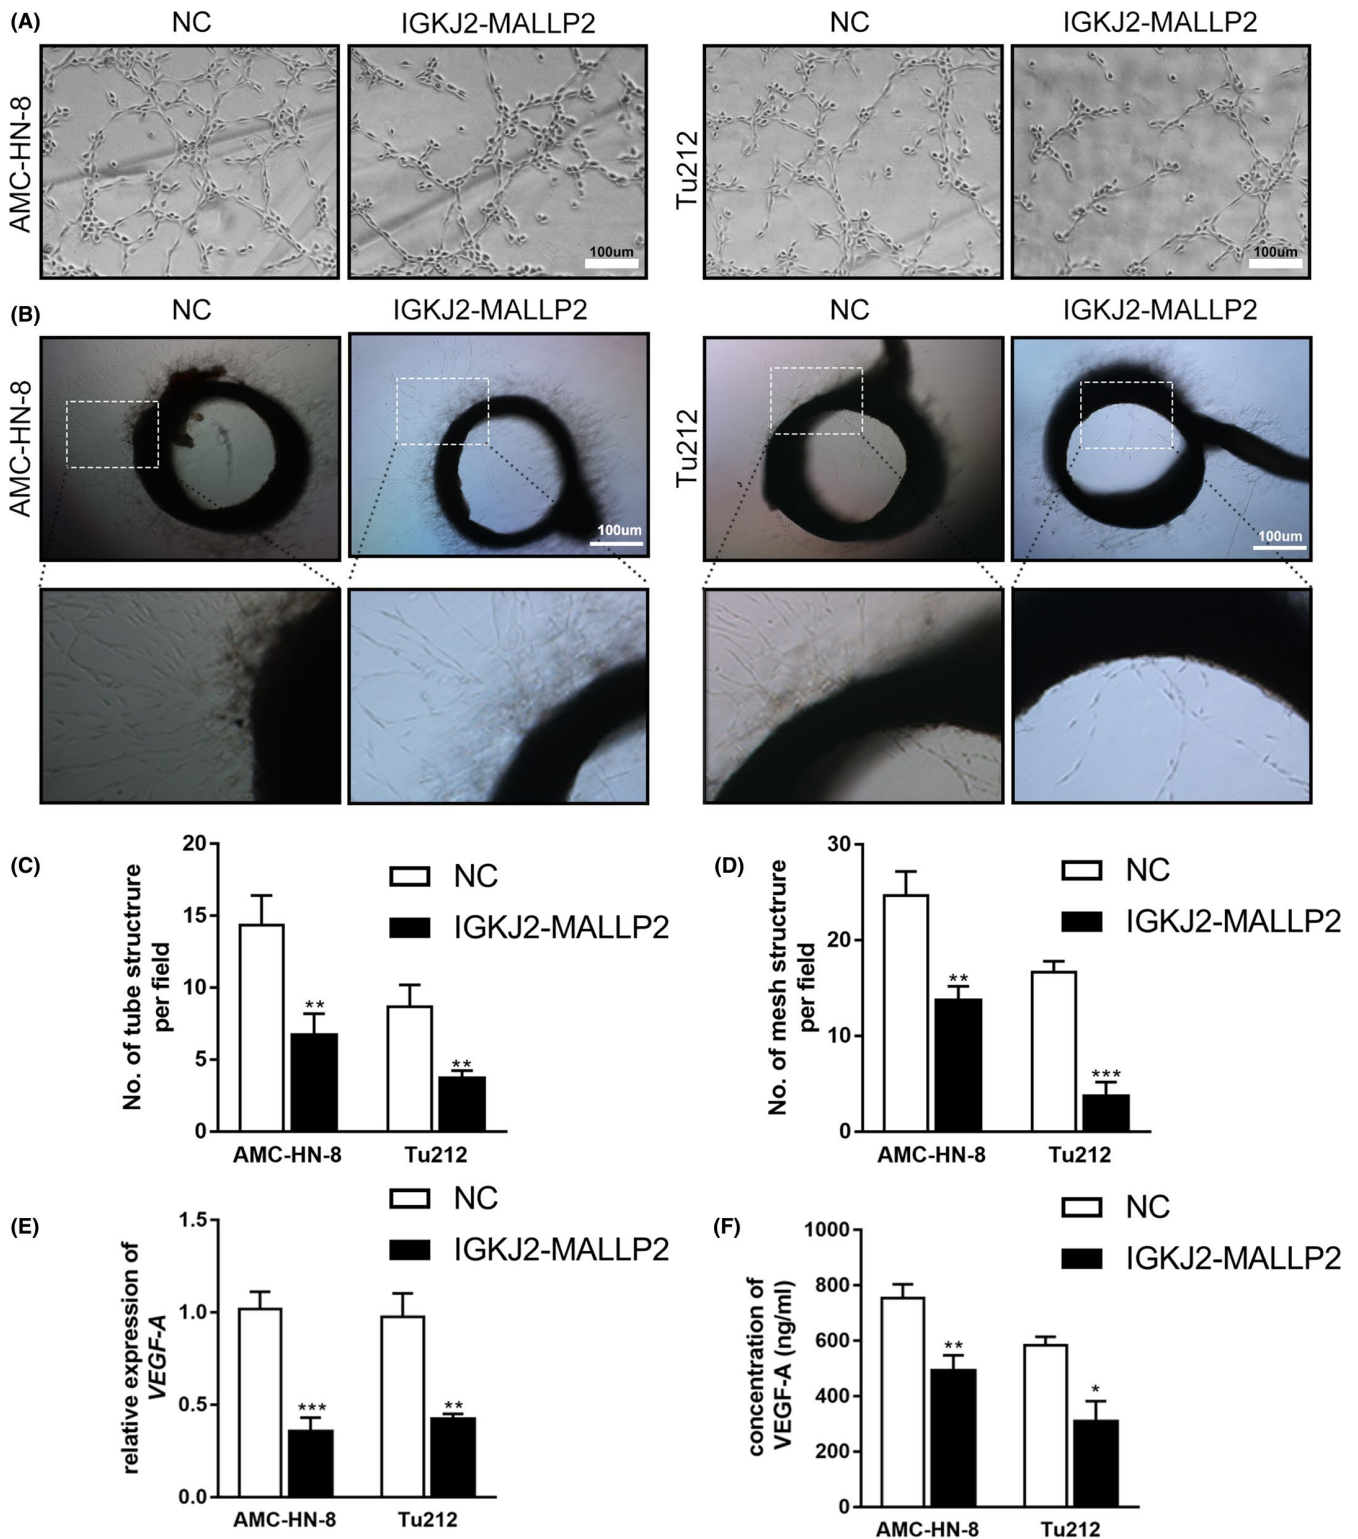 (A) NC IGKJ2-MALLP2 NC IGKJ2-MALLP2
AMC-HN-8
100um
Tu212
100um
(B) NC IGKJ2-MALLP2 NC IGKJ2-MALLP2
AMC-HN-8
100um
Tu212
100um
(C)
No. of tube structrure
per field
20
15
10
5
0
NC
IGKJ2-MALLP2
**
**
AMC-HN-8 Tu212
(D)
No. of mesh structure
per field
30
20
10
0
NC
IGKJ2-MALLP2
**
***
AMC-HN-8 Tu212
(E)
relative expression of
VEGF-A
1.5
1.0
0.5
0.0
NC
IGKJ2-MALLP2
***
**
AMC-HN-8 Tu212
(F)
concentration of
VEGF-A (ng/ml)
1000
800
600
400
200
0
NC
IGKJ2-MALLP2
**
*
AMC-HN-8 Tu212